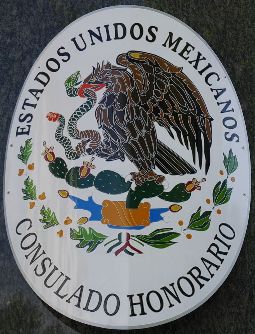 ESTADOS UNIDOS MEXICANOS
CONSULADO HONORARIO